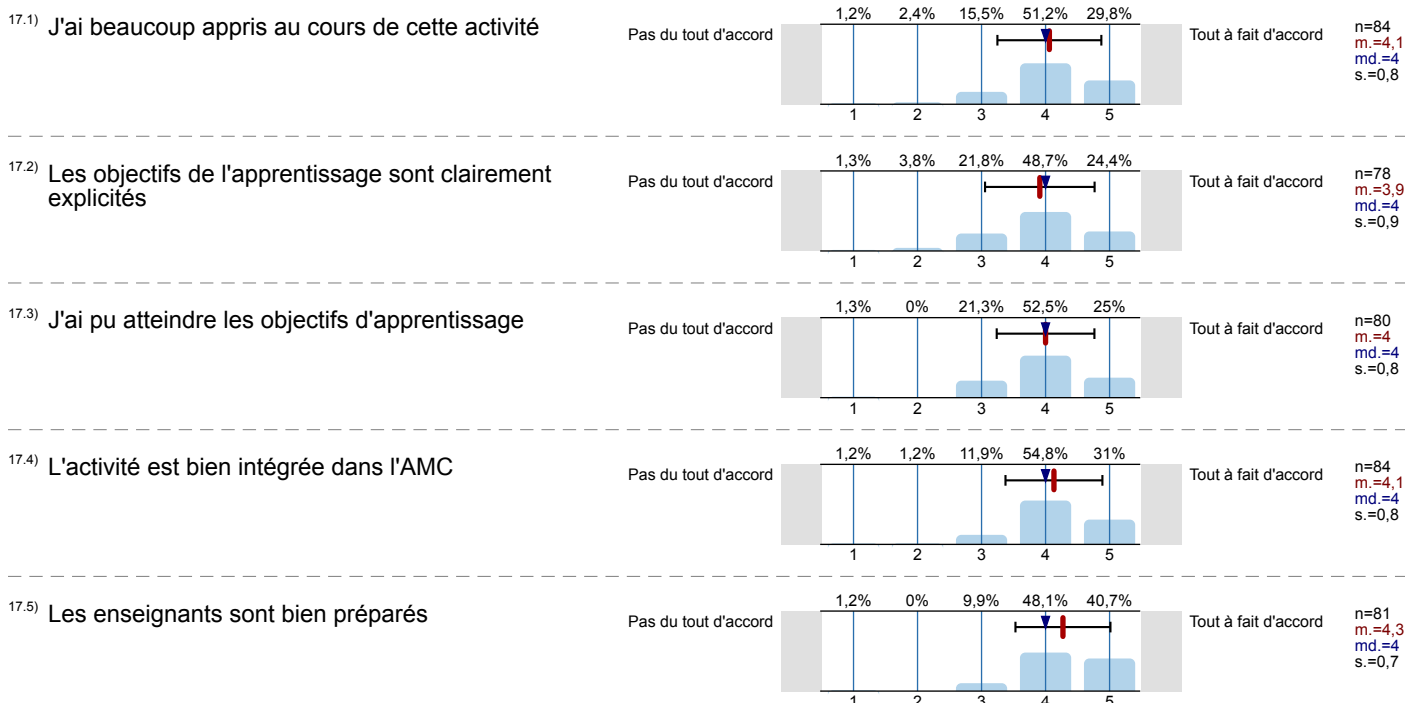 17.1) J'ai beaucoup appris au cours de cette activité
1,2% 2,4% 15,5% 51,2% 29,8%
Pas du tout d'accord
Tout à fait d'accord
n=84
m.=4,1
md.=4
s.=0,8
1 2 3 4 5
17.2) Les objectifs de l'apprentissage sont clairement
explicités
1,3% 3,8% 21,8% 48,7% 24,4%
Pas du tout d'accord
Tout à fait d'accord
n=78
m.=3,9
md.=4
s.=0,9
1 2 3 4 5
17.3) J'ai pu atteindre les objectifs d'apprentissage
1,3% 0% 21,3% 52,5% 25%
Pas du tout d'accord
Tout à fait d'accord
n=80
m.=4
md.=4
s.=0,8
1 2 3 4 5
17.4) L'activité est bien intégrée dans l'AMC
1,2% 1,2% 11,9% 54,8% 31%
Pas du tout d'accord
Tout à fait d'accord
n=84
m.=4,1
md.=4
s.=0,8
1 2 3 4 5
17.5) Les enseignants sont bien préparés
1,2% 0% 9,9% 48,1% 40,7%
Pas du tout d'accord
Tout à fait d'accord
n=81
m.=4,3
md.=4
s.=0,7
1 2 3 4 5